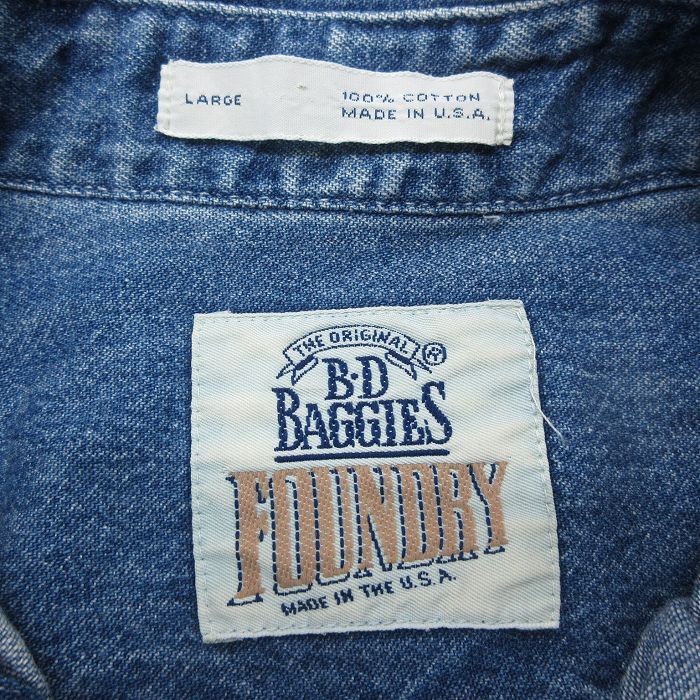 LARGE
100% COTTON
MADE IN U.S.A.
THE ORIGINAL ®
B·D
BAGGIES
FOUNDRY
MADE IN THE U.S.A.